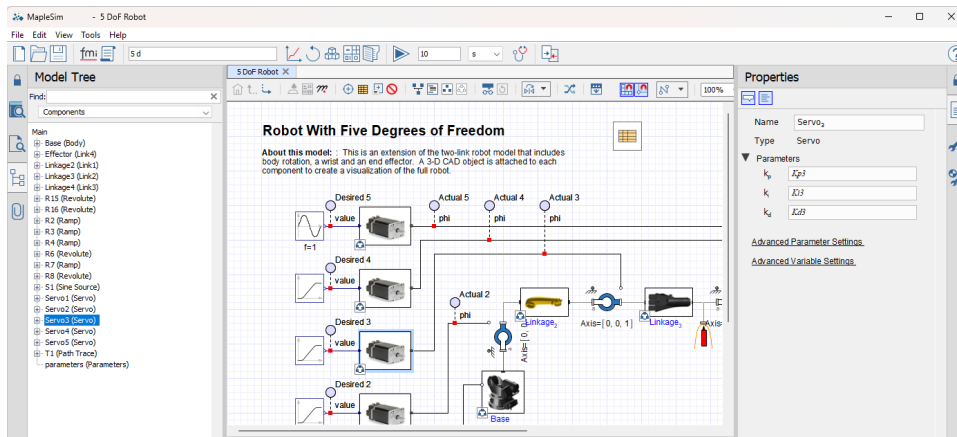 MapleSim - 5 DoF Robot
File Edit View Tools Help
fmi 5 d 10 s
Model Tree
Find:
Components
Main
Base (Body)
Effector (Link4)
Linkage2 (Link1)
Linkage3 (Link2)
Linkage4 (Link3)
R15 (Revolute)
R16 (Revolute)
R2 (Ramp)
R3 (Ramp)
R4 (Ramp)
R6 (Revolute)
R7 (Ramp)
R8 (Revolute)
S1 (Sine Source)
Servo1 (Servo)
Servo2 (Servo)
Servo3 (Servo)
Servo4 (Servo)
Servo5 (Servo)
T1 (Path Trace)
parameters (Parameters)
5 DoF Robot
100%
Robot With Five Degrees of Freedom
About this model: : This is an extension of the two-link robot model that includes
body rotation, a wrist and an end effector. A 3-D CAD object is attached to each
component to create a visualization of the full robot.
Desired 5 Actual 5 Actual 4 Actual 3
value phi phi phi
f=1
Desired 4
value
Actual 2
phi
Linkage₂ Axis=[0, 0, 1] Linkage₃ Axis=
Desired 3
value
Axis=[0, 0,
Desired 2
value
Base
Properties
Name Servo₃
Type Servo
Parameters
kₚ Kp3
kᵢ Ki3
k_d Kd3
Advanced Parameter Settings
Advanced Variable Settings